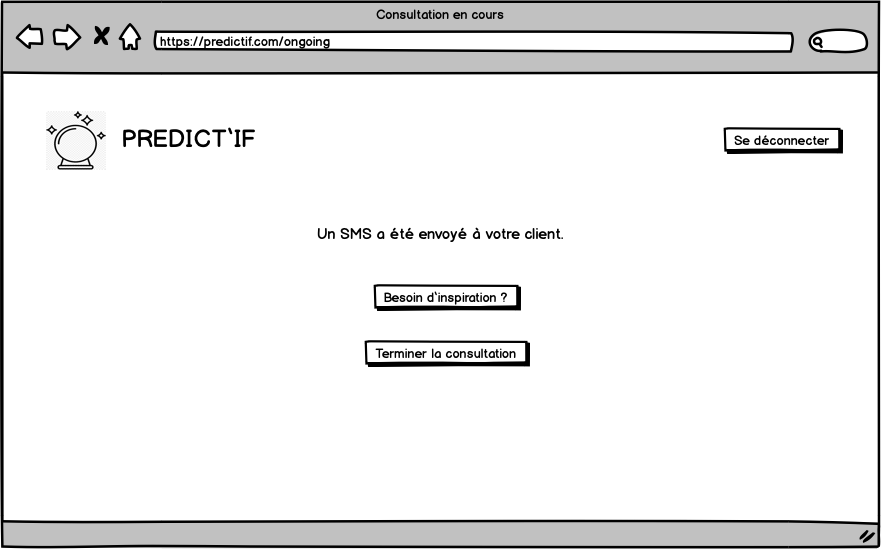 Consultation en cours
https://predictif.com/ongoing
PREDICT'IF
Se déconnecter
Un SMS a été envoyé à votre client.
Besoin d'inspiration ?
Terminer la consultation